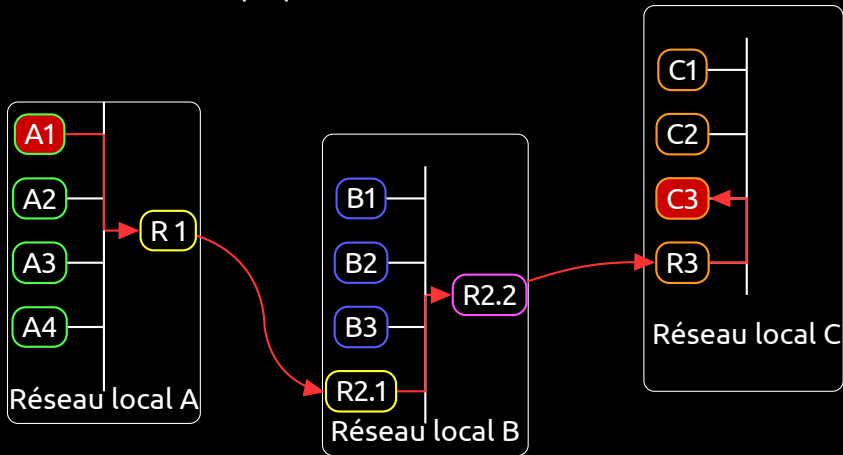 A1
A2
A3
A4
R 1
Réseau local A
B1
B2
B3
R2.1
R2.2
Réseau local B
C1
C2
C3
R3
Réseau local C